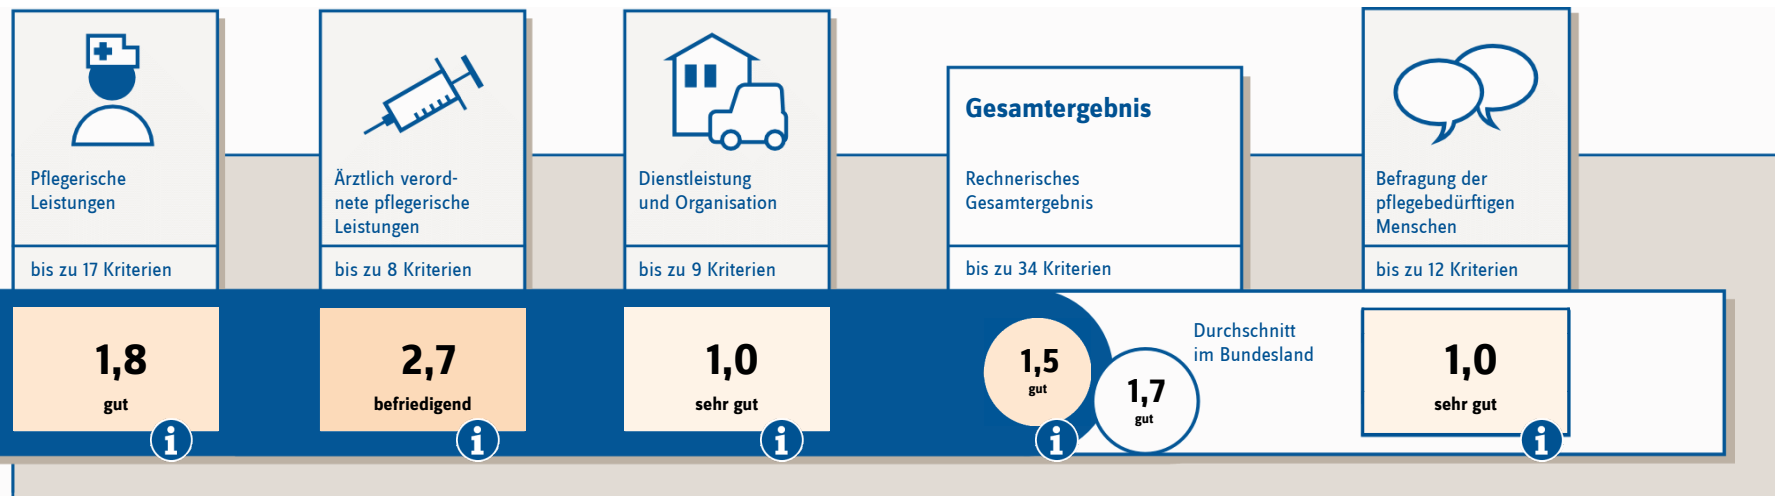 Pflegerische
Leistungen
bis zu 17 Kriterien
1,8
gut
i
Ärztlich verord-
nete pflegerische
Leistungen
bis zu 8 Kriterien
2,7
befriedigend
i
Dienstleistung
und Organisation
bis zu 9 Kriterien
1,0
sehr gut
i
Gesamtergebnis
Rechnerisches
Gesamtergebnis
bis zu 34 Kriterien
1,5
gut
i
1,7
gut
Durchschnitt
im Bundesland
Befragung der
pflegebedürftigen
Menschen
bis zu 12 Kriterien
1,0
sehr gut
i